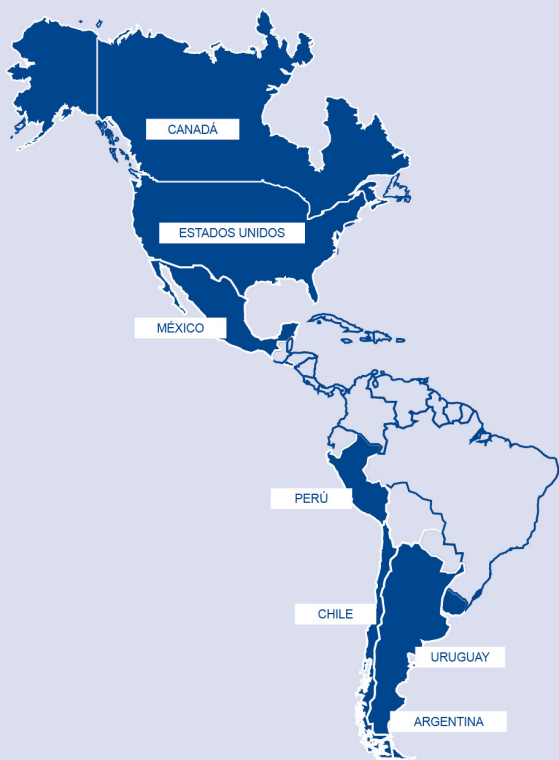 CANADÁ
ESTADOS UNIDOS
MÉXICO
PERÚ
CHILE
URUGUAY
ARGENTINA